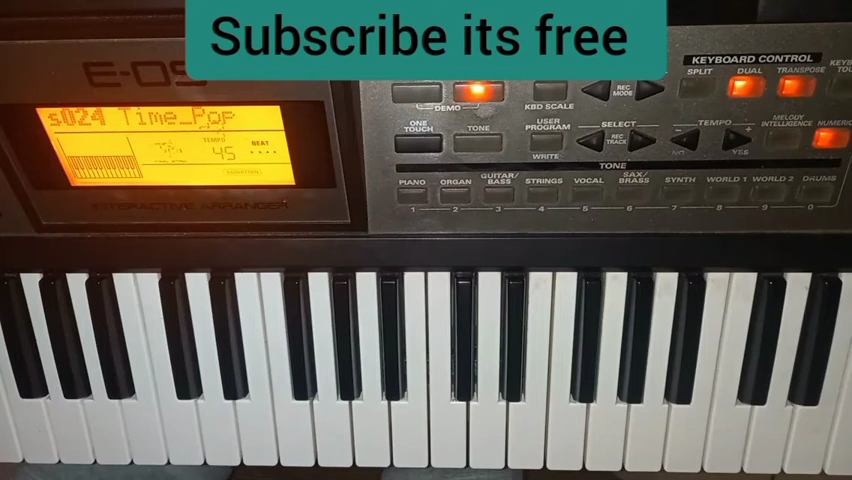 Subscribe its free
E-09
s024 Time_Pop
TEMPO
45
BEAT
INTERACTIVE ARRANGER
DEMO
KBD SCALE
REC MODE
KEYBOARD CONTROL
SPLIT
DUAL
TRANSPOSE
ONE TOUCH
TONE
USER PROGRAM
WRITE
SELECT
REC TRACK
TEMPO
- +
NO
YES
MELODY INTELLIGENCE
NUMERIC
TONE
PIANO ORGAN GUITAR/BASS STRINGS VOCAL SAX/BRASS SYNTH WORLD 1 WORLD 2 DRUMS
1 2 3 4 5 6 7 8 9 0